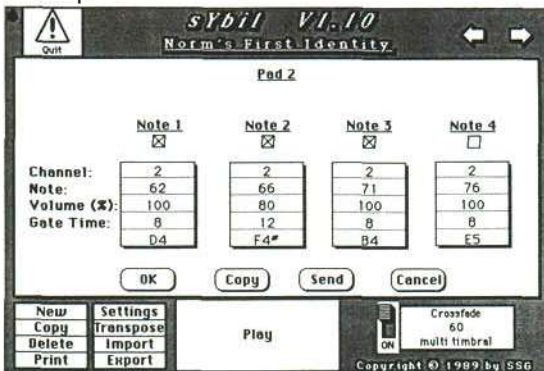 sYbil V1.10
Quit
Norm's First Identity
Pad 2
Note 1 Note 2 Note 3 Note 4
Channel: 2 2 2 2
Note: 62 66 71 76
Volume (%): 100 80 100 100
Gate Time: 8 12 8 8
D4 F4# B4 E5
OK Copy Send Cancel
New Settings
Copy Transpose
Delete Import
Print Export
Play
ON
Crossfade
60
multi timbral
Copyright © 1989 by SSG